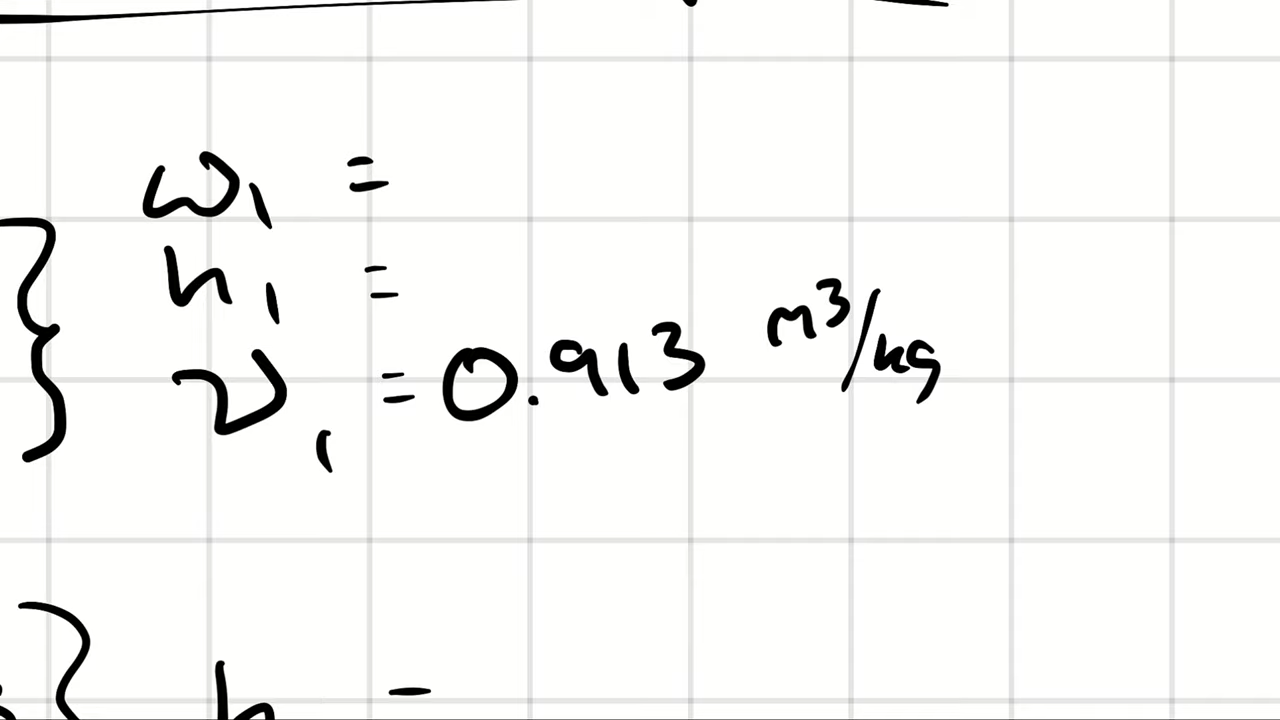 ω₁ =
h₁ =
v₁ = 0.913 m³/kg
h =